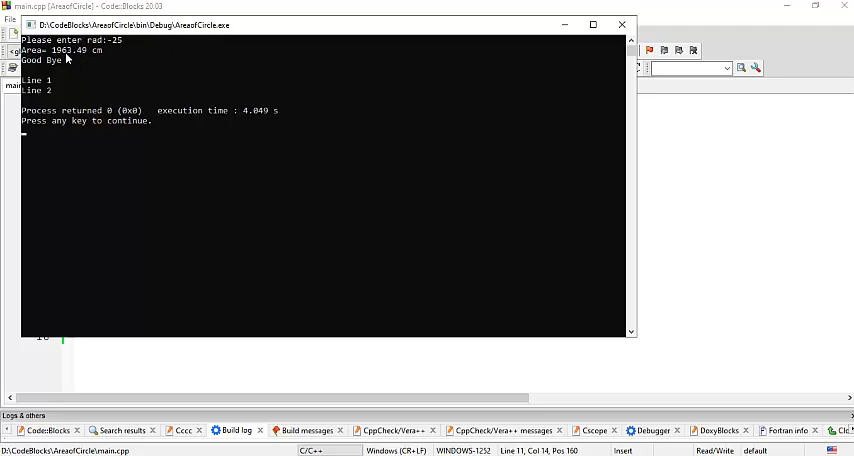 main.cpp [AreaofCircle] - Code::Blocks 20.03
File
D:\CodeBlocks\AreaofCircle\bin\Debug\AreaofCircle.exe
Please enter rad:-25
Area= 1963.49 cm
Good Bye
Line 1
Line 2
Process returned 0 (0x0)   execution time : 4.049 s
Press any key to continue.
Logs & others
Code::Blocks
Search results
Cccc
Build log
Build messages
CppCheck/Vera++
CppCheck/Vera++ messages
Cscope
Debugger
DoxyBlocks
Fortran info
D:\CodeBlocks\AreaofCircle\main.cpp
C/C++
Windows (CR+LF)
WINDOWS-1252
Line 11, Col 14, Pos 160
Insert
Read/Write
default